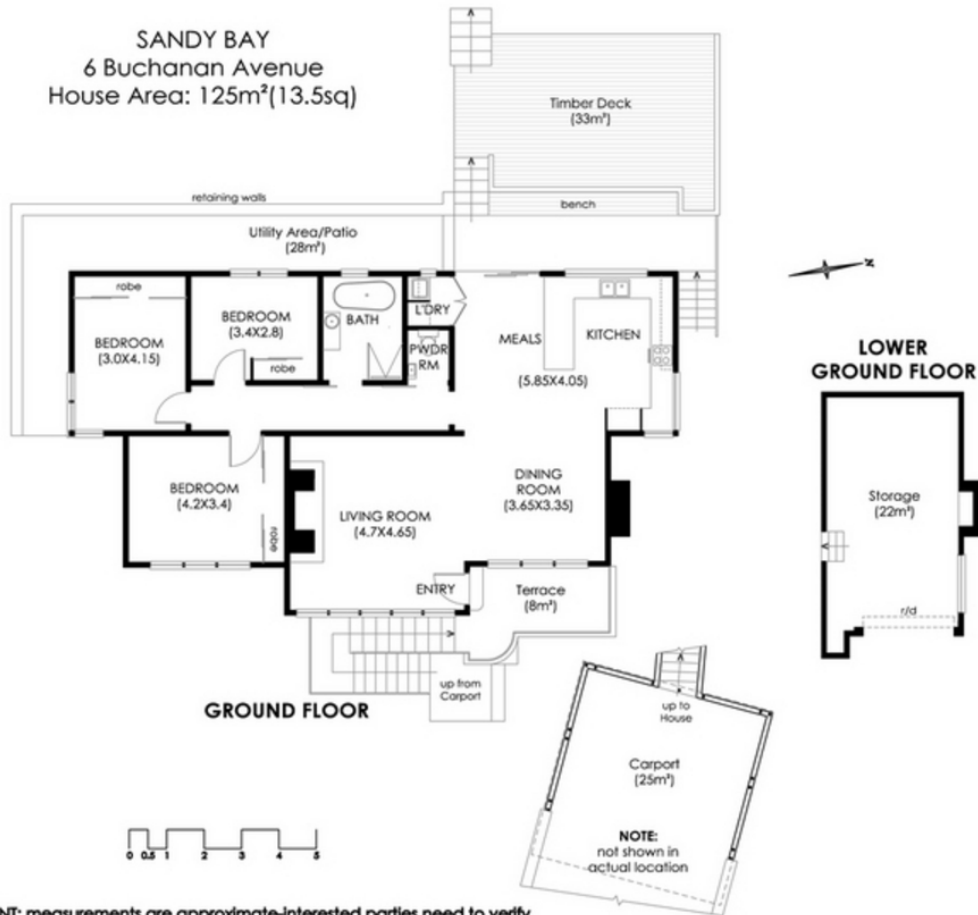 SANDY BAY
6 Buchanan Avenue
House Area: 125m²(13.5sq)
Timber Deck
(33m²)
retaining walls
bench
Utility Area/Patio
(28m²)
N
robe
BEDROOM
(3.0X4.15)
BEDROOM
(3.4X2.8)
robe
BATH
L'DRY
PWDR
RM
MEALS
KITCHEN
(5.85X4.05)
LOWER
GROUND FLOOR
BEDROOM
(4.2X3.4)
robe
LIVING ROOM
(4.7X4.65)
DINING
ROOM
(3.65X3.35)
Storage
(22m²)
ENTRY
Terrace
(8m²)
r/d
up from
Carport
GROUND FLOOR
up to
House
Carport
(25m²)
NOTE:
not shown in
actual location
0 0.5 1 2 3 4 5
NT: measurements are approximate-interested parties need to verify